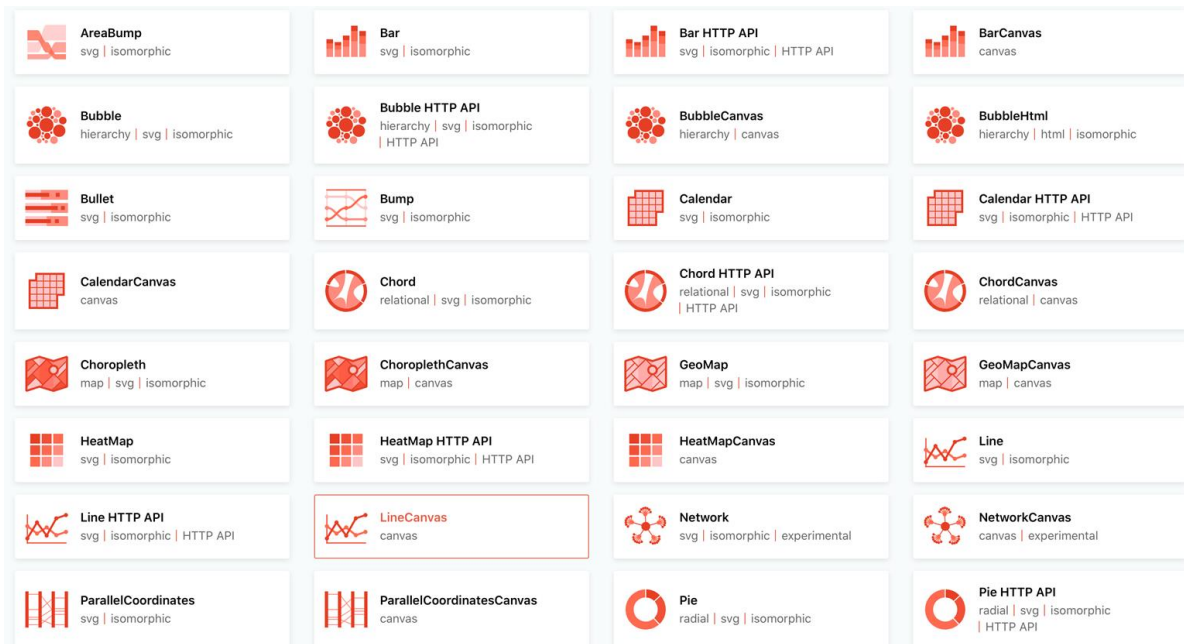 AreaBump
svg | isomorphic
Bar
svg | isomorphic
Bar HTTP API
svg | isomorphic | HTTP API
BarCanvas
canvas
Bubble
hierarchy | svg | isomorphic
Bubble HTTP API
hierarchy | svg | isomorphic
| HTTP API
BubbleCanvas
hierarchy | canvas
BubbleHtml
hierarchy | html | isomorphic
Bullet
svg | isomorphic
Bump
svg | isomorphic
Calendar
svg | isomorphic
Calendar HTTP API
svg | isomorphic | HTTP API
CalendarCanvas
canvas
Chord
relational | svg | isomorphic
Chord HTTP API
relational | svg | isomorphic
| HTTP API
ChordCanvas
relational | canvas
Choropleth
map | svg | isomorphic
ChoroplethCanvas
map | canvas
GeoMap
map | svg | isomorphic
GeoMapCanvas
map | canvas
HeatMap
svg | isomorphic
HeatMap HTTP API
svg | isomorphic | HTTP API
HeatMapCanvas
canvas
Line
svg | isomorphic
Line HTTP API
svg | isomorphic | HTTP API
LineCanvas
canvas
Network
svg | isomorphic | experimental
NetworkCanvas
canvas | experimental
ParallelCoordinates
svg | isomorphic
ParallelCoordinatesCanvas
canvas
Pie
radial | svg | isomorphic
Pie HTTP API
radial | svg | isomorphic
| HTTP API